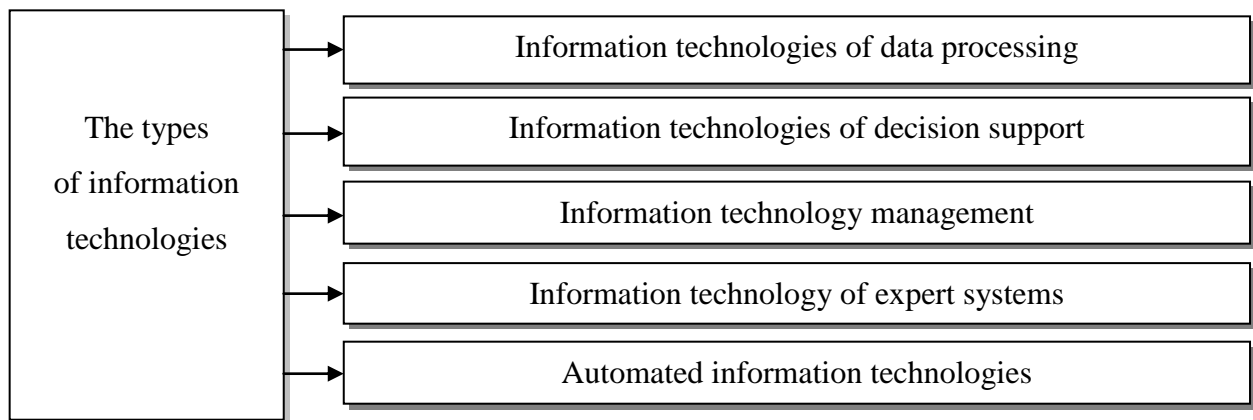 The types
of information
technologies
Information technologies of data processing
Information technologies of decision support
Information technology management
Information technology of expert systems
Automated information technologies